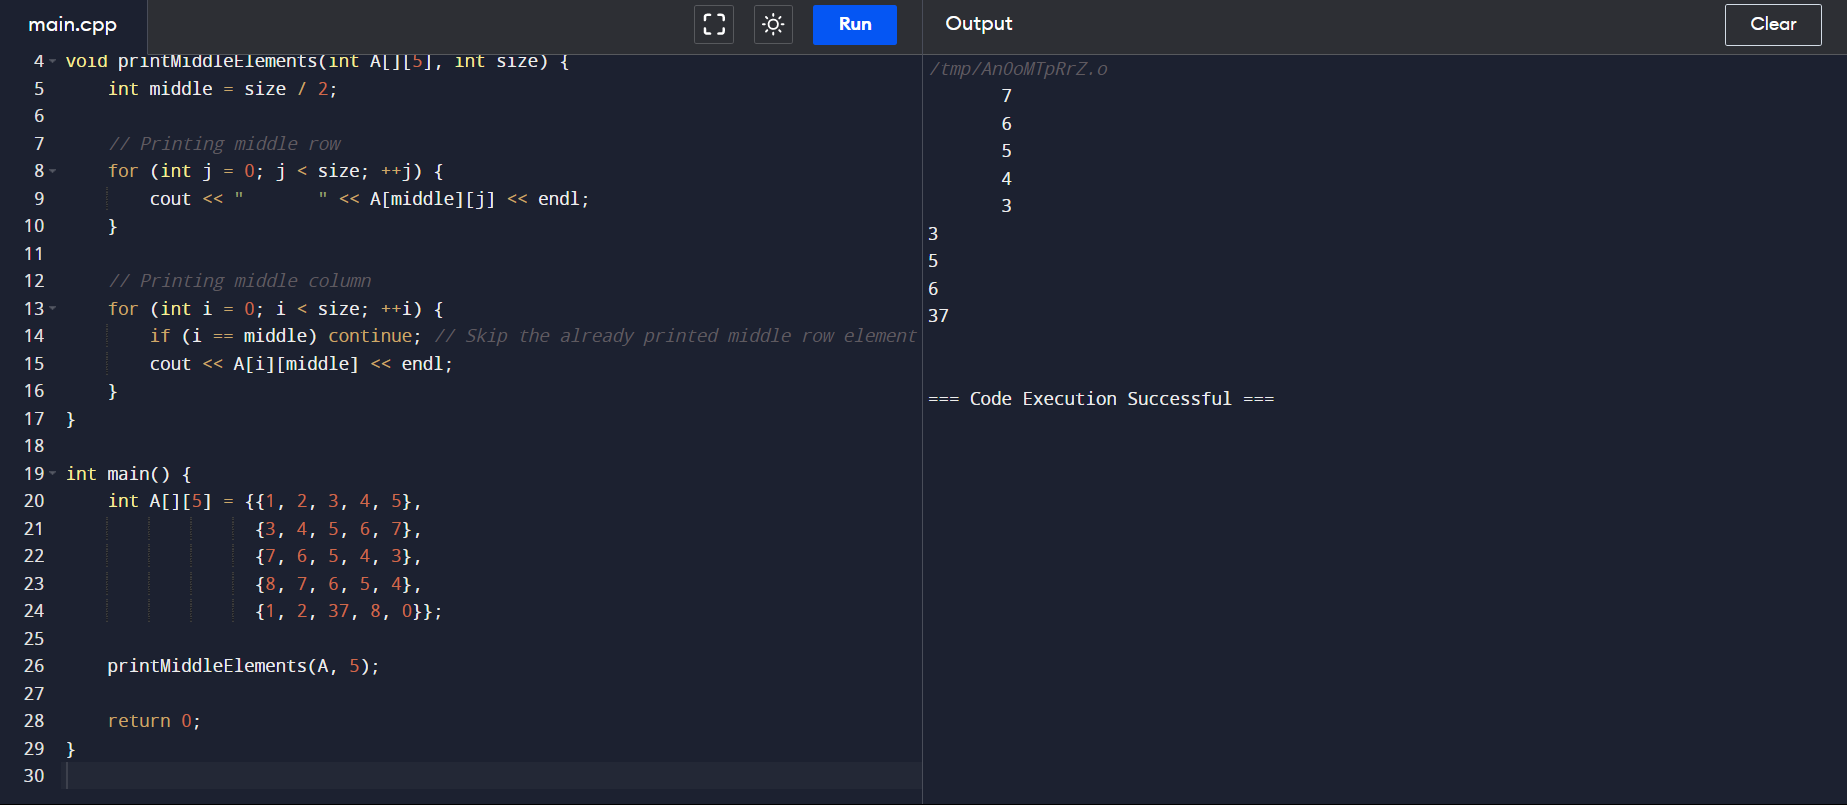 main.cpp
Run
Output
Clear
4 void printMiddleElements(int A[][5], int size) {
5     int middle = size / 2;
6
7     // Printing middle row
8     for (int j = 0; j < size; ++j) {
9         cout << "       " << A[middle][j] << endl;
10     }
11
12     // Printing middle column
13     for (int i = 0; i < size; ++i) {
14         if (i == middle) continue; // Skip the already printed middle row element
15         cout << A[i][middle] << endl;
16     }
17 }
18
19 int main() {
20     int A[][5] = {{1, 2, 3, 4, 5},
21                   {3, 4, 5, 6, 7},
22                   {7, 6, 5, 4, 3},
23                   {8, 7, 6, 5, 4},
24                   {1, 2, 37, 8, 0}};
25
26     printMiddleElements(A, 5);
27
28     return 0;
29 }
30
/tmp/AnOoMTpRrZ.o
       7
       6
       5
       4
       3
3
5
6
37
=== Code Execution Successful ===